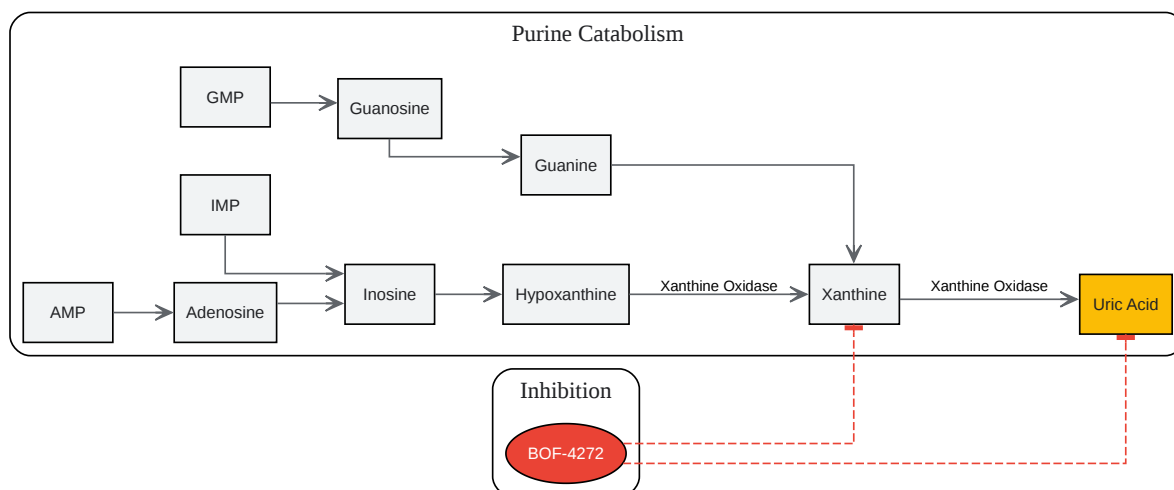 Purine Catabolism
GMP
Guanosine
Guanine
IMP
AMP
Adenosine
Inosine
Hypoxanthine
Xanthine Oxidase
Xanthine
Xanthine Oxidase
Uric Acid
Inhibition
BOF-4272